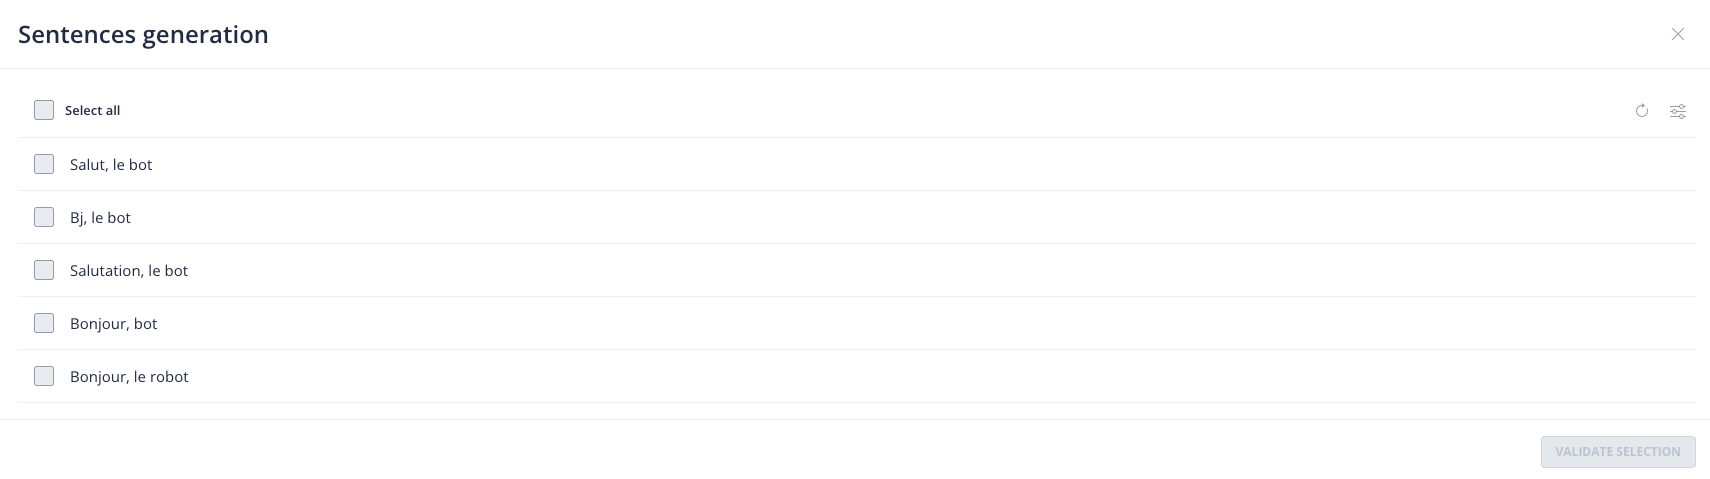 Sentences generation
Select all
Salut, le bot
Bj, le bot
Salutation, le bot
Bonjour, bot
Bonjour, le robot
VALIDATE SELECTION